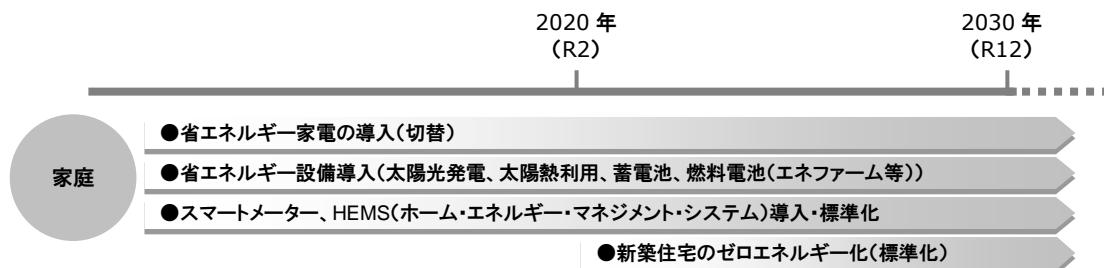 2020 年
(R2)
2030 年
(R12)
家庭
●省エネルギー家電の導入（切替）
●省エネルギー設備導入（太陽光発電、太陽熱利用、蓄電池、燃料電池（エネファーム等））
●スマートメーター、HEMS（ホーム・エネルギー・マネジメント・システム）導入・標準化
●新築住宅のゼロエネルギー化（標準化）